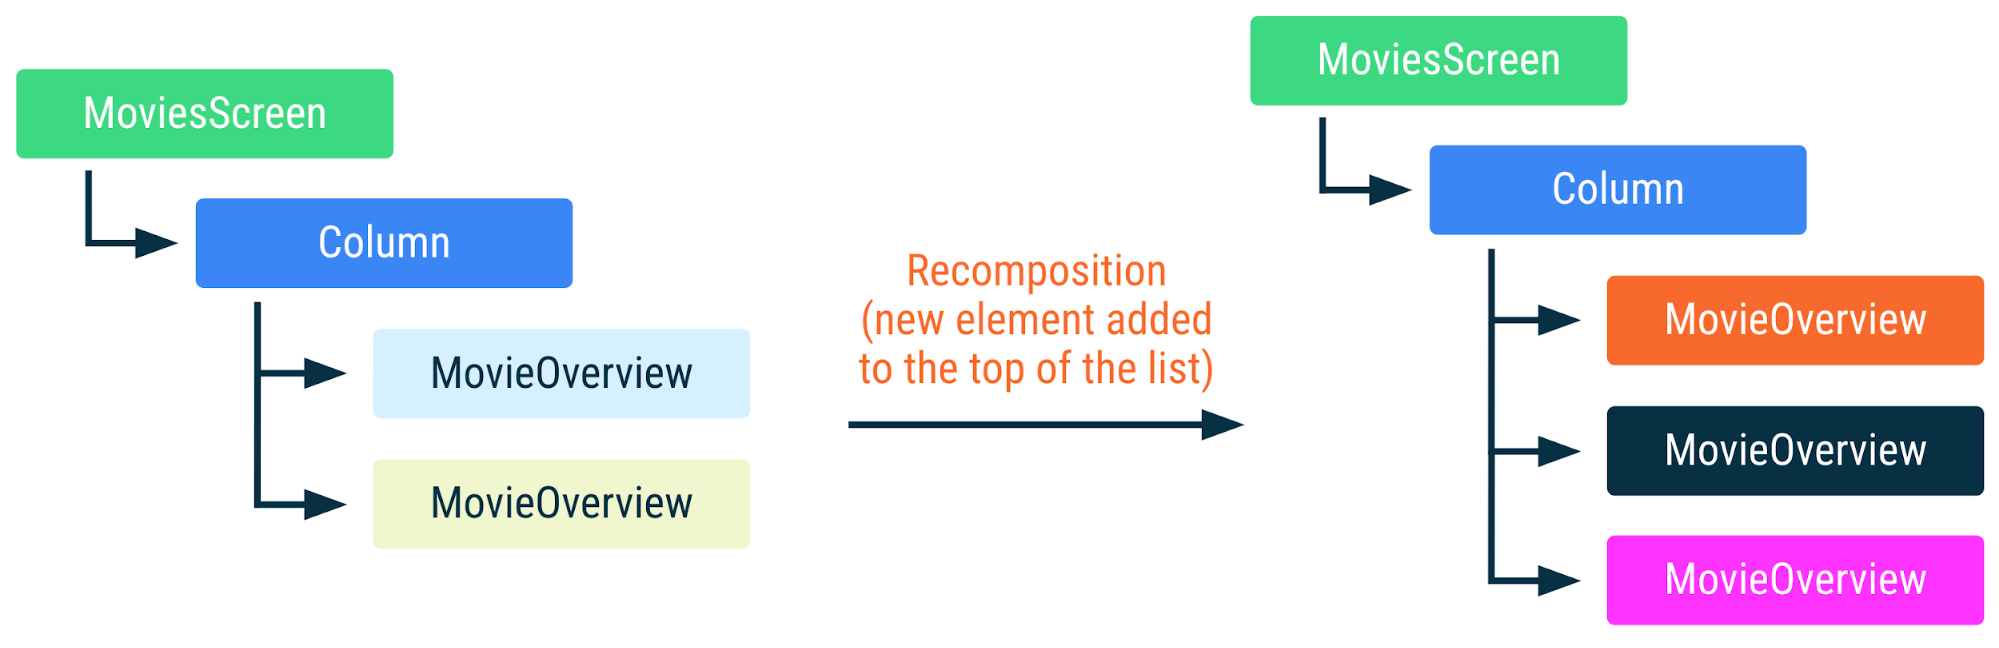 MoviesScreen
Column
MovieOverview
MovieOverview
Recomposition
(new element added
to the top of the list)
MoviesScreen
Column
MovieOverview
MovieOverview
MovieOverview